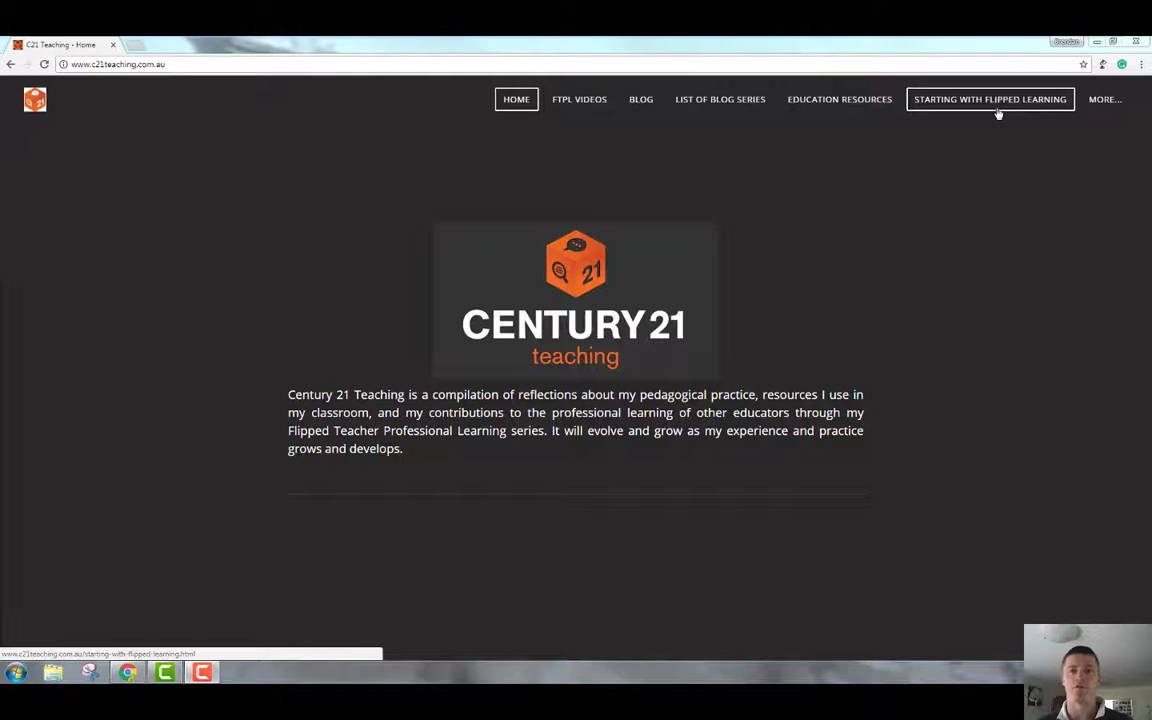 C21 Teaching - Home
Brendan
www.c21teaching.com.au
21
HOME
FTPL VIDEOS
BLOG
LIST OF BLOG SERIES
EDUCATION RESOURCES
STARTING WITH FLIPPED LEARNING
MORE...
21
CENTURY 21
teaching
Century 21 Teaching is a compilation of reflections about my pedagogical practice, resources I use in
my classroom, and my contributions to the professional learning of other educators through my
Flipped Teacher Professional Learning series. It will evolve and grow as my experience and practice
grows and develops.
www.c21teaching.com.au/starting-with-flipped-learning.html